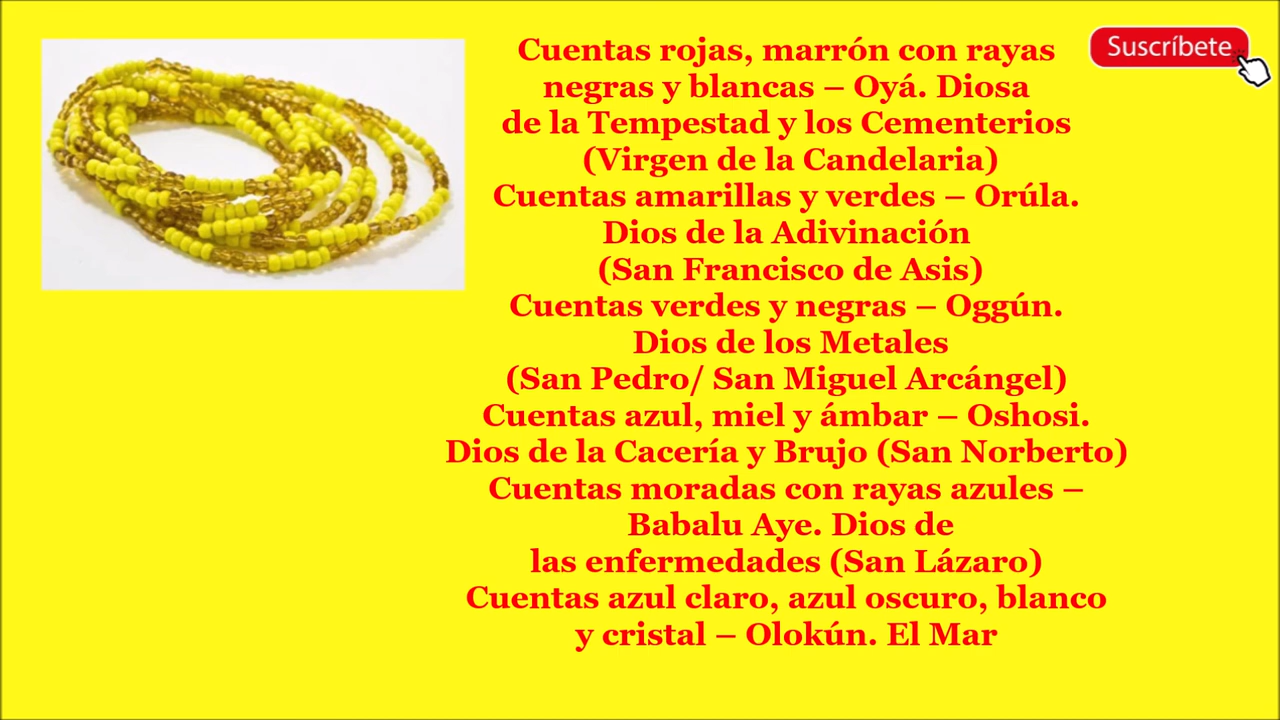 Cuentas rojas, marrón con rayas
negras y blancas – Oyá. Diosa
de la Tempestad y los Cementerios
(Virgen de la Candelaria)
Cuentas amarillas y verdes – Orúla.
Dios de la Adivinación
(San Francisco de Asis)
Cuentas verdes y negras – Oggún.
Dios de los Metales
(San Pedro/ San Miguel Arcángel)
Cuentas azul, miel y ámbar – Oshosi.
Dios de la Cacería y Brujo (San Norberto)
Cuentas moradas con rayas azules –
Babalu Aye. Dios de
las enfermedades (San Lázaro)
Cuentas azul claro, azul oscuro, blanco
y cristal – Olokún. El Mar
Suscríbete